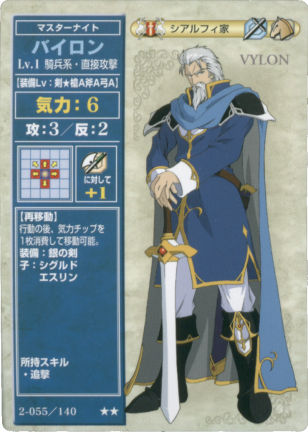 マスターナイト
バイロン
Lv.1 騎兵系・直接攻撃
【装備Lv:剣★槍A斧A弓A】
気力:6
攻:3/反:2
に対して
+1
【再移動】
行動の後、気力チップを
1枚消費して移動可能。
装備:銀の剣
子:シグルド
エスリン
所持スキル
・追撃
2-055/140 ★★
シアルフィ家
VYLON